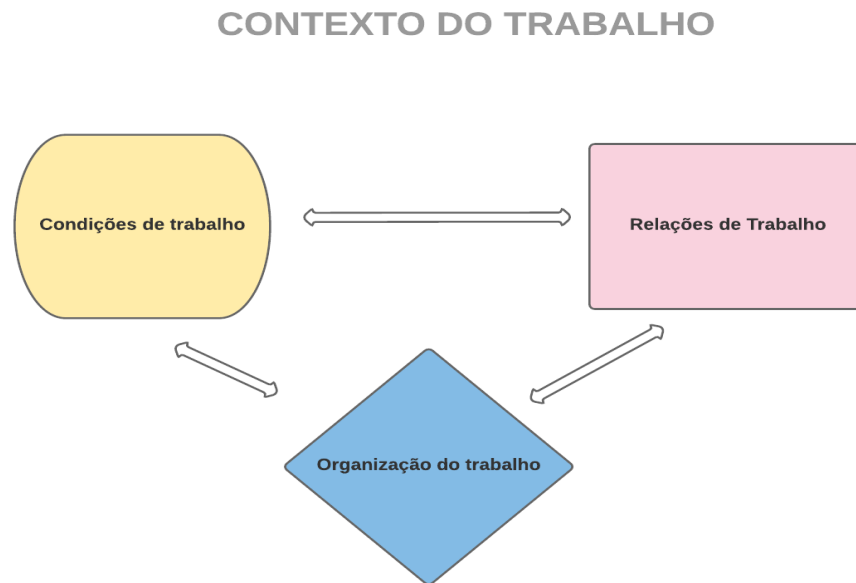 CONTEXTO DO TRABALHO
Condições de trabalho
Relações de Trabalho
Organização do trabalho